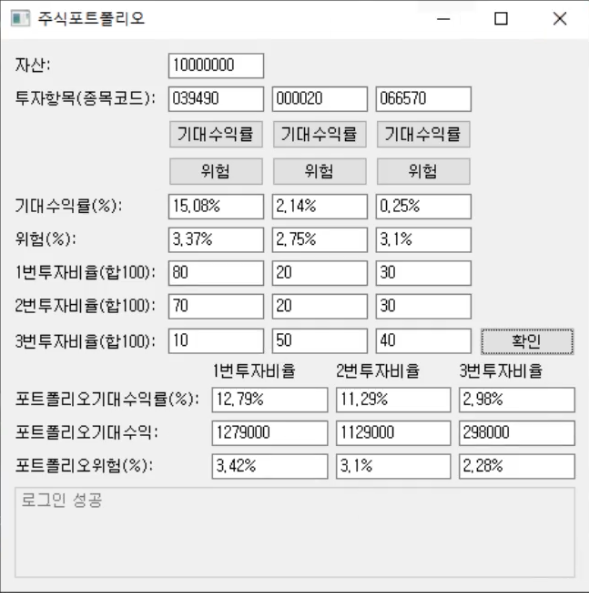 주식포트폴리오
자산: 10000000
투자항목(종목코드): 039490 000020 066570
기대수익률 기대수익률 기대수익률
위험 위험 위험
기대수익률(%): 15,08% 2,14% 0,25%
위험(%): 3,37% 2,75% 3,1%
1번투자비율(합100): 80 20 30
2번투자비율(합100): 70 20 30
3번투자비율(합100): 10 50 40 확인
1번투자비율 2번투자비율 3번투자비율
포트폴리오기대수익률(%): 12,79% 11,29% 2,98%
포트폴리오기대수익: 1279000 1129000 298000
포트폴리오위험(%): 3,42% 3,1% 2,28%
로그인 성공